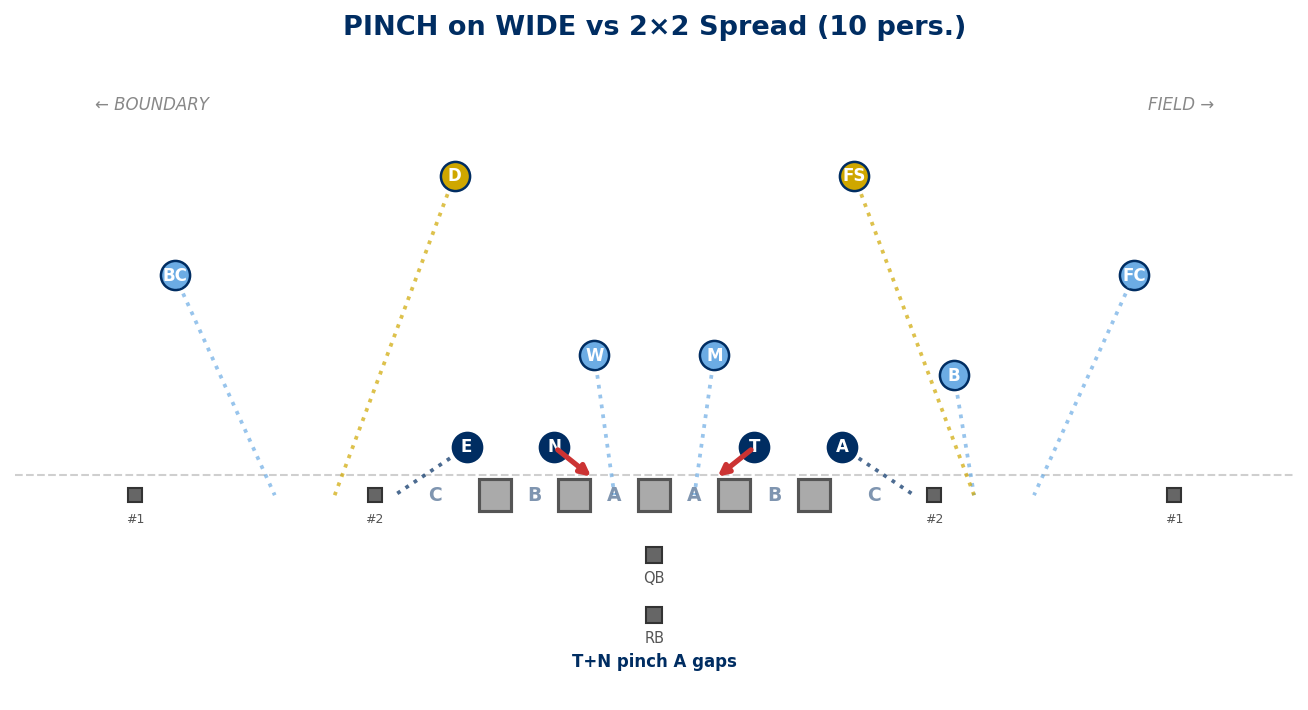 PINCH on WIDE vs 2×2 Spread (10 pers.)
← BOUNDARY
FIELD →
D
FS
BC
FC
W
M
B
E
N
T
A
C
B
A
A
B
C
#1
#2
#2
#1
QB
RB
T+N pinch A gaps